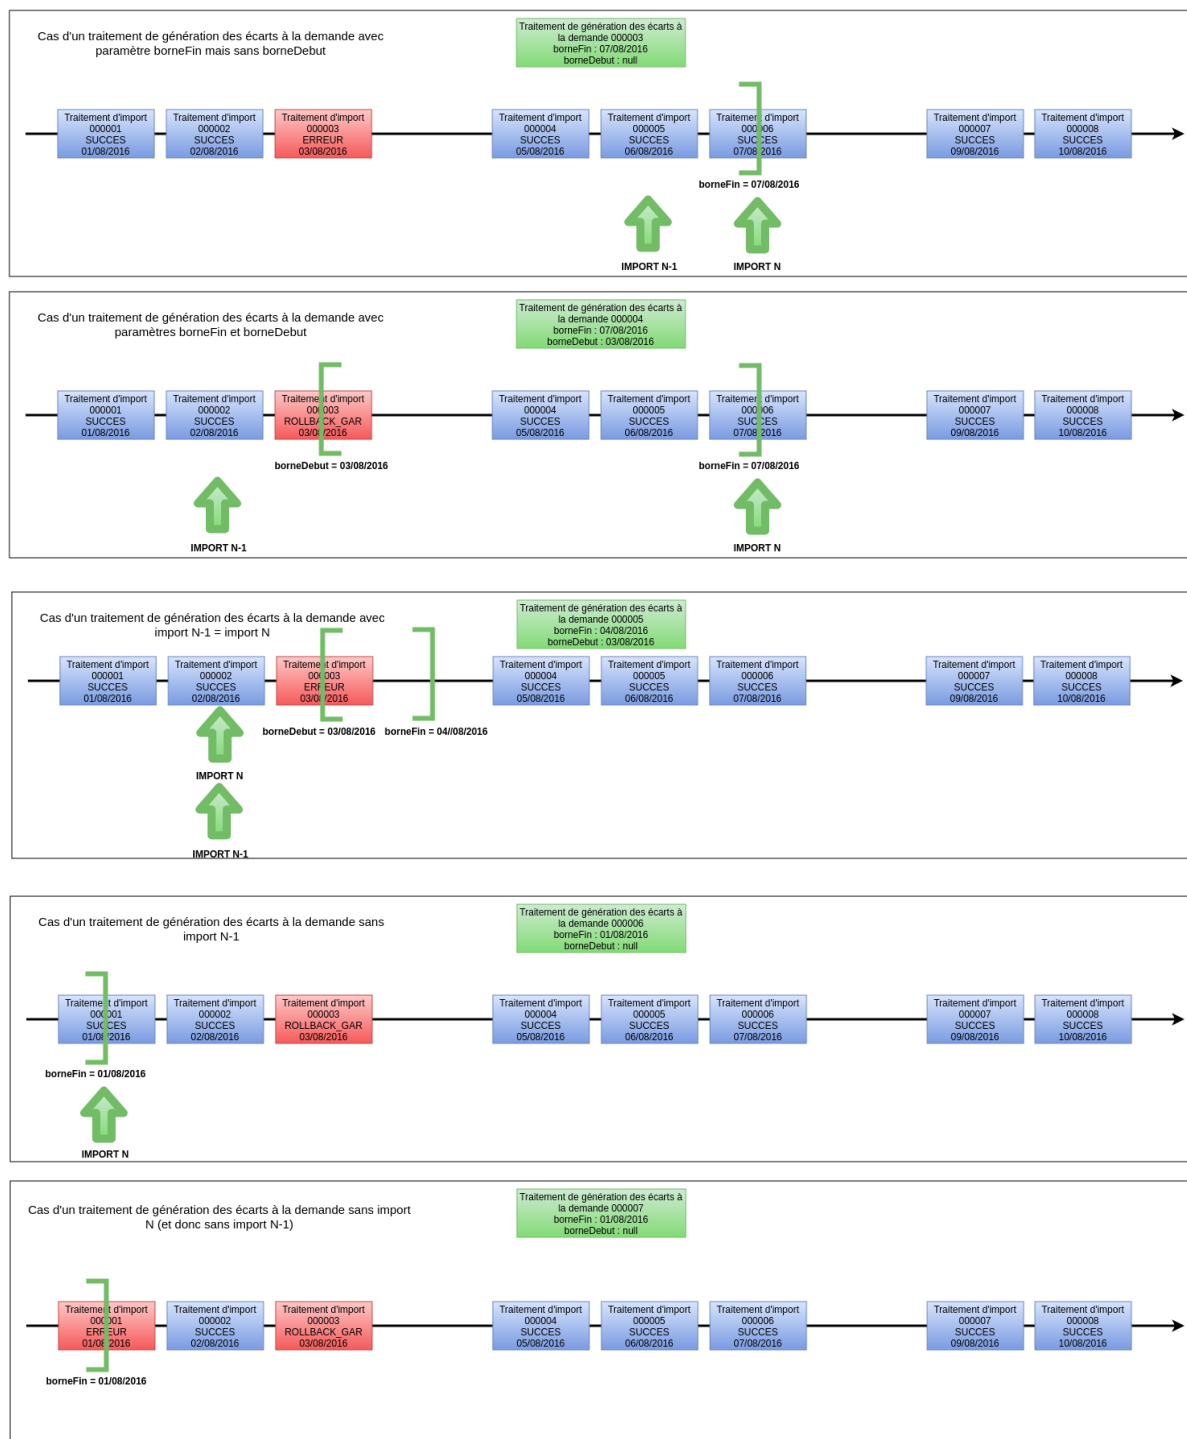 Cas d'un traitement de génération des écarts à la demande avec
paramètre borneFin mais sans borneDebut
Traitement de génération des écarts à
la demande 000003
borneFin : 07/08/2016
borneDebut : null
Traitement d'import
000001
SUCCES
01/08/2016
Traitement d'import
000002
SUCCES
02/08/2016
Traitement d'import
000003
ERREUR
03/08/2016
Traitement d'import
000004
SUCCES
05/08/2016
Traitement d'import
000005
SUCCES
06/08/2016
Traitement d'import
000006
SUCCES
07/08/2016
Traitement d'import
000007
SUCCES
09/08/2016
Traitement d'import
000008
SUCCES
10/08/2016
borneFin = 07/08/2016
IMPORT N-1
IMPORT N
Cas d'un traitement de génération des écarts à la demande avec
paramètres borneFin et borneDebut
Traitement de génération des écarts à
la demande 000004
borneFin : 07/08/2016
borneDebut : 03/08/2016
Traitement d'import
000001
SUCCES
01/08/2016
Traitement d'import
000002
SUCCES
02/08/2016
Traitement d'import
000003
ROLLBACK_GAR
03/08/2016
Traitement d'import
000004
SUCCES
05/08/2016
Traitement d'import
000005
SUCCES
06/08/2016
Traitement d'import
000006
SUCCES
07/08/2016
Traitement d'import
000007
SUCCES
09/08/2016
Traitement d'import
000008
SUCCES
10/08/2016
borneDebut = 03/08/2016
borneFin = 07/08/2016
IMPORT N-1
IMPORT N
Cas d'un traitement de génération des écarts à la demande avec
import N-1 = import N
Traitement de génération des écarts à
la demande 000005
borneFin : 04/08/2016
borneDebut : 03/08/2016
Traitement d'import
000001
SUCCES
01/08/2016
Traitement d'import
000002
SUCCES
02/08/2016
Traitement d'import
000003
ERREUR
03/08/2016
Traitement d'import
000004
SUCCES
05/08/2016
Traitement d'import
000005
SUCCES
06/08/2016
Traitement d'import
000006
SUCCES
07/08/2016
Traitement d'import
000007
SUCCES
09/08/2016
Traitement d'import
000008
SUCCES
10/08/2016
borneDebut = 03/08/2016
borneFin = 04//08/2016
IMPORT N
IMPORT N-1
Cas d'un traitement de génération des écarts à la demande sans
import N-1
Traitement de génération des écarts à
la demande 000006
borneFin : 01/08/2016
borneDebut : null
Traitement d'import
000001
SUCCES
01/08/2016
Traitement d'import
000002
SUCCES
02/08/2016
Traitement d'import
000003
ROLLBACK_GAR
03/08/2016
Traitement d'import
000004
SUCCES
05/08/2016
Traitement d'import
000005
SUCCES
06/08/2016
Traitement d'import
000006
SUCCES
07/08/2016
Traitement d'import
000007
SUCCES
09/08/2016
Traitement d'import
000008
SUCCES
10/08/2016
borneFin = 01/08/2016
IMPORT N
Cas d'un traitement de génération des écarts à la demande sans import
N (et donc sans import N-1)
Traitement de génération des écarts à
la demande 000007
borneFin : 01/08/2016
borneDebut : null
Traitement d'import
000001
ERREUR
01/08/2016
Traitement d'import
000002
SUCCES
02/08/2016
Traitement d'import
000003
ROLLBACK_GAR
03/08/2016
Traitement d'import
000004
SUCCES
05/08/2016
Traitement d'import
000005
SUCCES
06/08/2016
Traitement d'import
000006
SUCCES
07/08/2016
Traitement d'import
000007
SUCCES
09/08/2016
Traitement d'import
000008
SUCCES
10/08/2016
borneFin = 01/08/2016